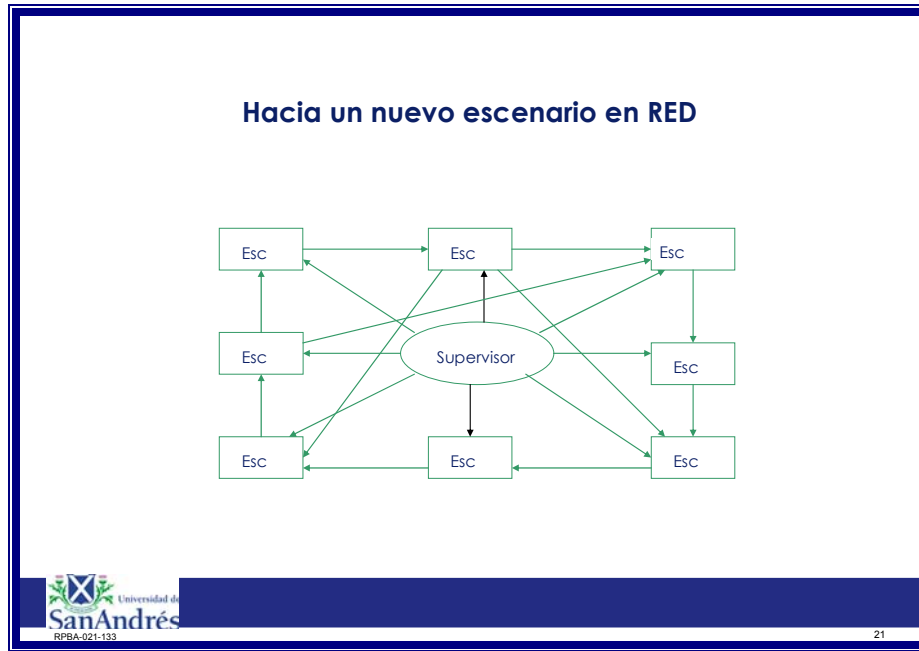 Hacia un nuevo escenario en RED
Esc
Esc
Esc
Esc
Supervisor
Esc
Esc
Esc
Esc
Universidad de
SanAndrés
RPBA-021-133
21